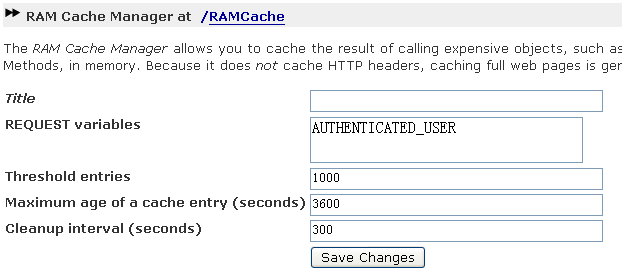 RAM Cache Manager at /RAMCache
The RAM Cache Manager allows you to cache the result of calling expensive objects, such as
Methods, in memory. Because it does not cache HTTP headers, caching full web pages is ger
Title
REQUEST variables AUTHENTICATED_USER
Threshold entries 1000
Maximum age of a cache entry (seconds) 3600
Cleanup interval (seconds) 300
Save Changes